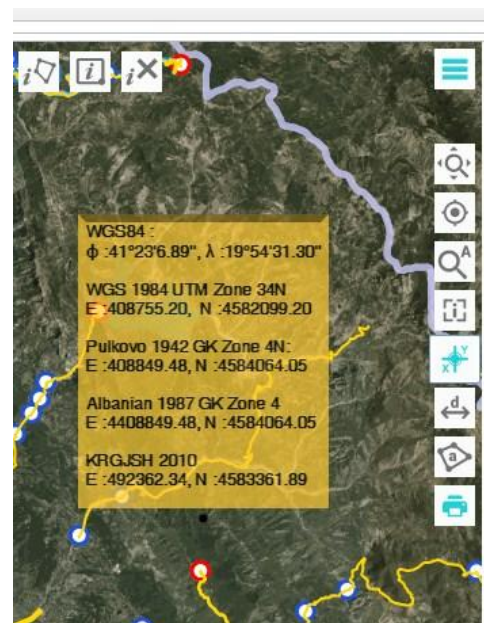 i
i
i
WGS84 :
ϕ :41°23'6.89", λ :19°54'31.30"
WGS 1984 UTM Zone 34N
E :408755.20, N :4582099.20
Pulkovo 1942 GK Zone 4N:
E :408849.48, N :4584064.05
Albanian 1987 GK Zone 4
E :4408849.48, N :4584064.05
KRGJSH 2010
E :492362.34, N :4583361.89
A
i
X Y
d
a